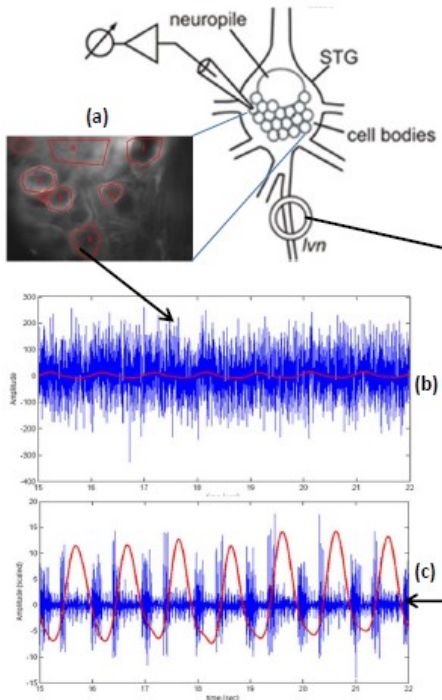 neuropile
STG
(a)
cell bodies
lvn
300
200
100
0
-100
-200
-300
-400
Amplitude
15 16 17 18 19 20 21 22
(b)
20
15
10
5
0
-5
-10
-15
Amplitude (scaled)
(c)
15 16 17 18 19 20 21 22
time (sec)